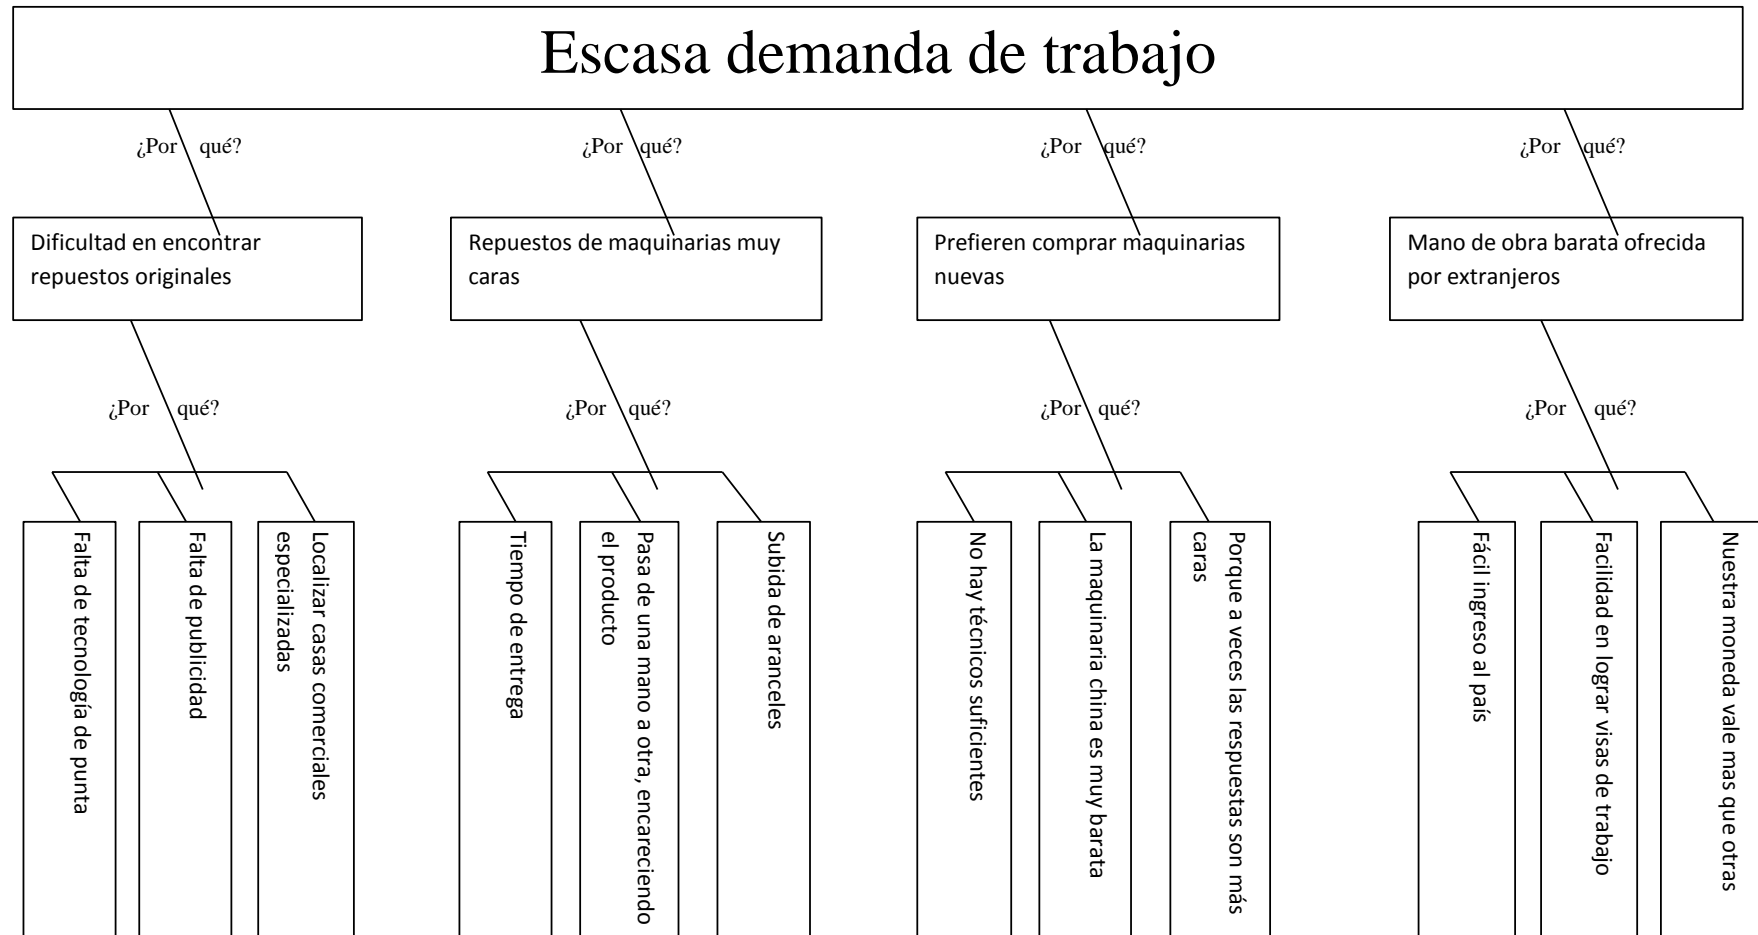 Escasa demanda de trabajo
¿Por qué?
¿Por qué?
¿Por qué?
¿Por qué?
Dificultad en encontrar
repuestos originales
Repuestos de maquinarias muy
caras
Prefieren comprar maquinarias
nuevas
Mano de obra barata ofrecida
por extranjeros
¿Por qué?
¿Por qué?
¿Por qué?
¿Por qué?
Falta de tecnología de punta
Falta de publicidad
Localizar casas comerciales
especializadas
Tiempo de entrega
Pasa de una mano a otra, encareciendo
el producto
Subida de aranceles
No hay técnicos suficientes
La maquinaria china es muy barata
Porque a veces las respuestas son más
caras
Fácil ingreso al país
Facilidad en lograr visas de trabajo
Nuestra moneda vale mas que otras